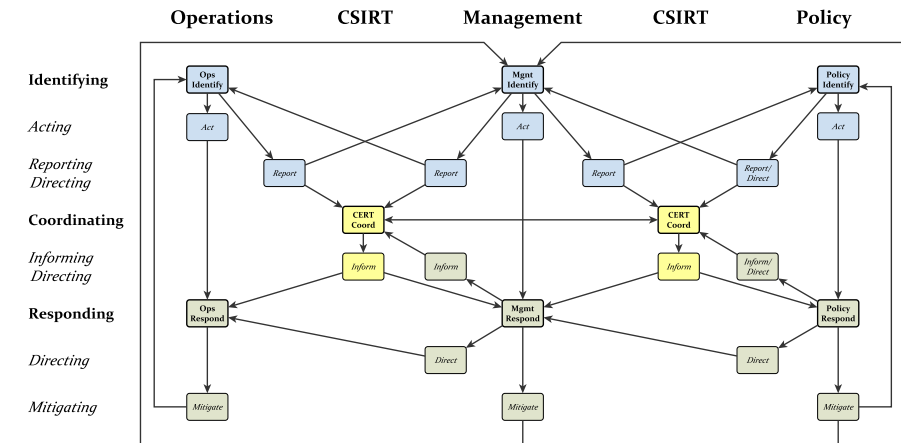 Operations CSIRT Management CSIRT Policy
Identifying
Ops
Identify
Mgnt
Identify
Policy
Identify
Acting
Act
Act
Act
Reporting
Directing
Report
Report
Report
Report/
Direct
Coordinating
CERT
Coord
CERT
Coord
Informing
Directing
Inform
Inform
Inform
Inform/
Direct
Responding
Ops
Respond
Mgmt
Respond
Policy
Respond
Directing
Direct
Direct
Mitigating
Mitigate
Mitigate
Mitigate